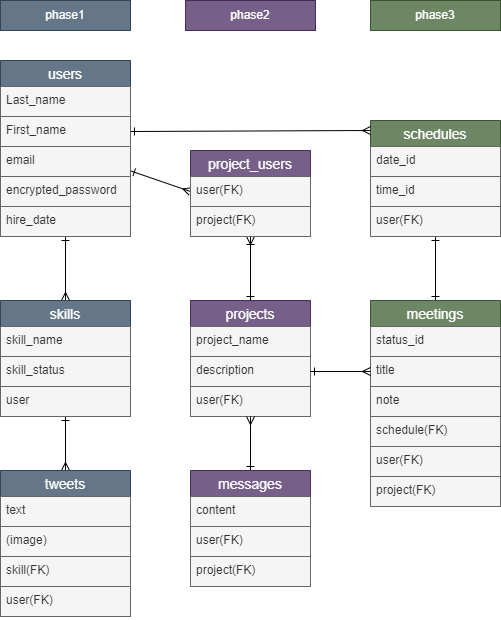 phase1
phase2
phase3
users
Last_name
First_name
email
encrypted_password
hire_date
skills
skill_name
skill_status
user
tweets
text
(image)
skill(FK)
user(FK)
project_users
user(FK)
project(FK)
projects
project_name
description
user(FK)
messages
content
user(FK)
project(FK)
schedules
date_id
time_id
user(FK)
meetings
status_id
title
note
schedule(FK)
user(FK)
project(FK)